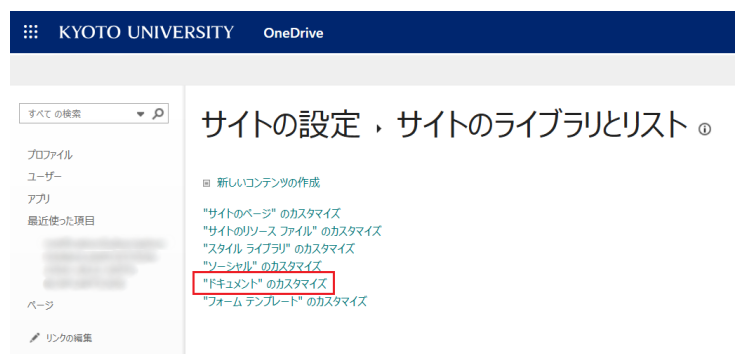 KYOTO UNIVERSITY OneDrive
すべて の検索
サイトの設定 ▸ サイトのライブラリとリスト
プロファイル
ユーザー
アプリ
最近使った項目
ページ
リンクの編集
新しいコンテンツの作成
"サイトのページ" のカスタマイズ
"サイトのリソース ファイル" のカスタマイズ
"スタイル ライブラリ" のカスタマイズ
"ソーシャル" のカスタマイズ
"ドキュメント" のカスタマイズ
"フォーム テンプレート" のカスタマイズ